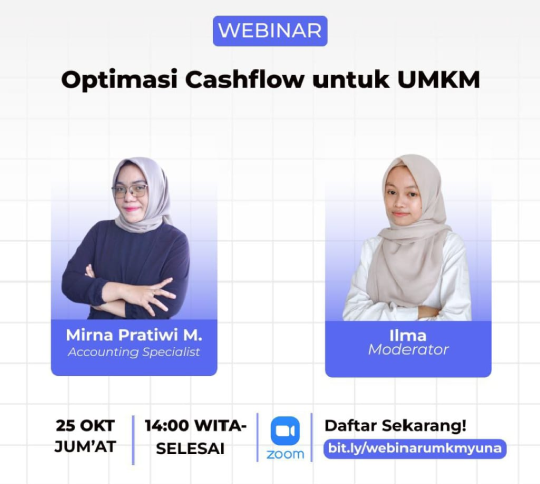 WEBINAR
Optimasi Cashflow untuk UMKM
Mirna Pratiwi M.
Accounting Specialist
Ilma
Moderator
25 OKT
JUM'AT
14:00 WITA-
SELESAI
zoom
Daftar Sekarang!
bit.ly/webinarumkmyuna